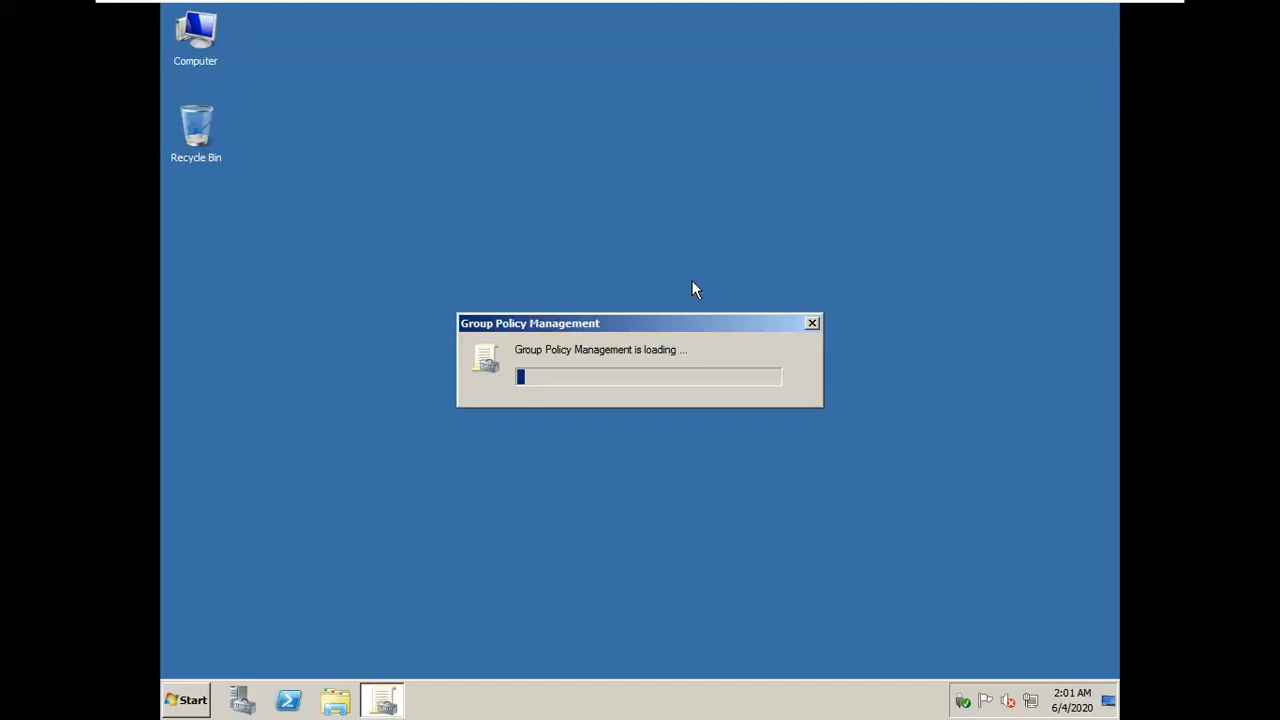 Computer
Recycle Bin
Group Policy Management
Group Policy Management is loading ...
Start
2:01 AM
6/4/2020